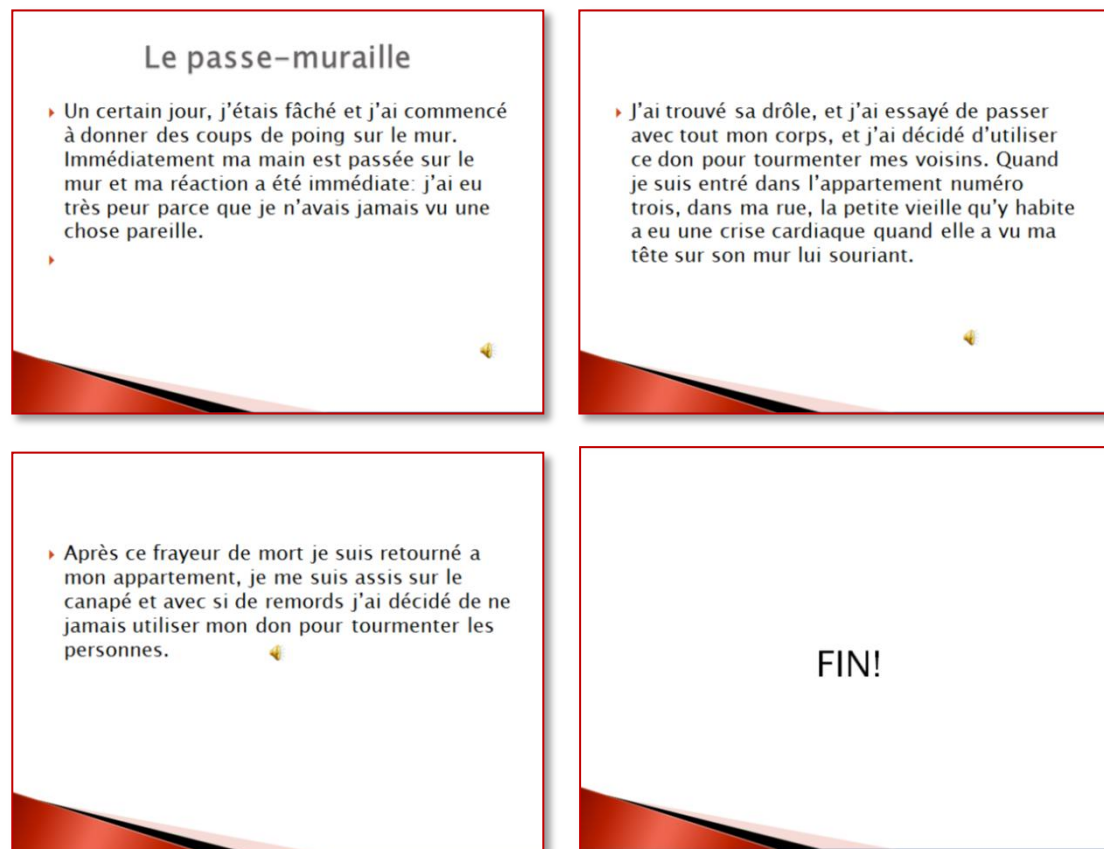 Le passe-muraille
Un certain jour, j'étais fâché et j'ai commencé
à donner des coups de poing sur le mur.
Immédiatement ma main est passée sur le
mur et ma réaction a été immédiate: j'ai eu
très peur parce que je n'avais jamais vu une
chose pareille.
J'ai trouvé sa drôle, et j'ai essayé de passer
avec tout mon corps, et j'ai décidé d'utiliser
ce don pour tourmenter mes voisins. Quand
je suis entré dans l'appartement numéro
trois, dans ma rue, la petite vieille qu'y habite
a eu une crise cardiaque quand elle a vu ma
tête sur son mur lui souriant.
Après ce frayeur de mort je suis retourné a
mon appartement, je me suis assis sur le
canapé et avec si de remords j'ai décidé de ne
jamais utiliser mon don pour tourmenter les
personnes.
FIN!